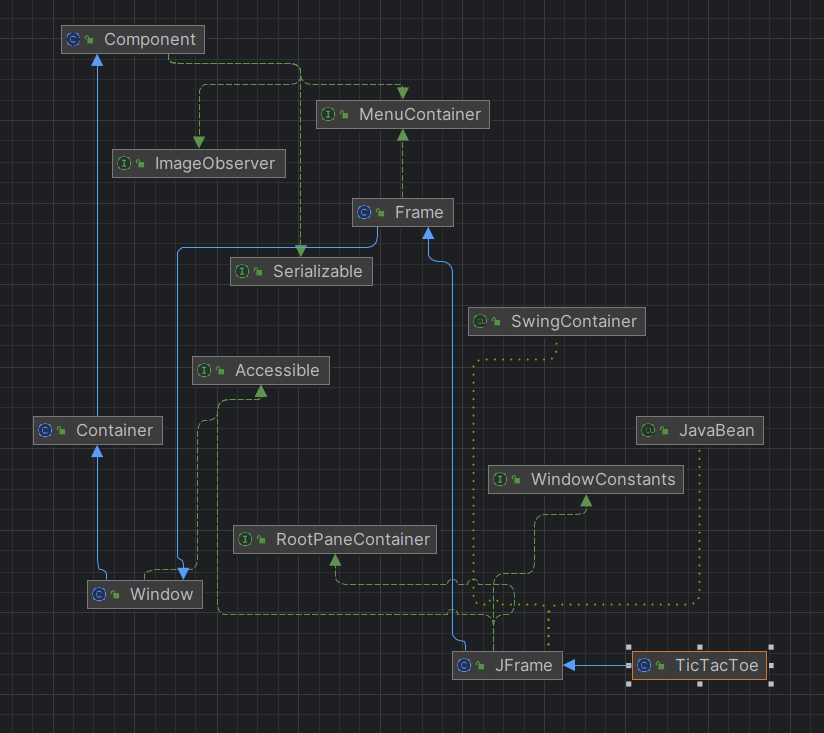 Component
MenuContainer
ImageObserver
Frame
Serializable
SwingContainer
Accessible
Container
JavaBean
WindowConstants
RootPaneContainer
Window
JFrame
TicTacToe